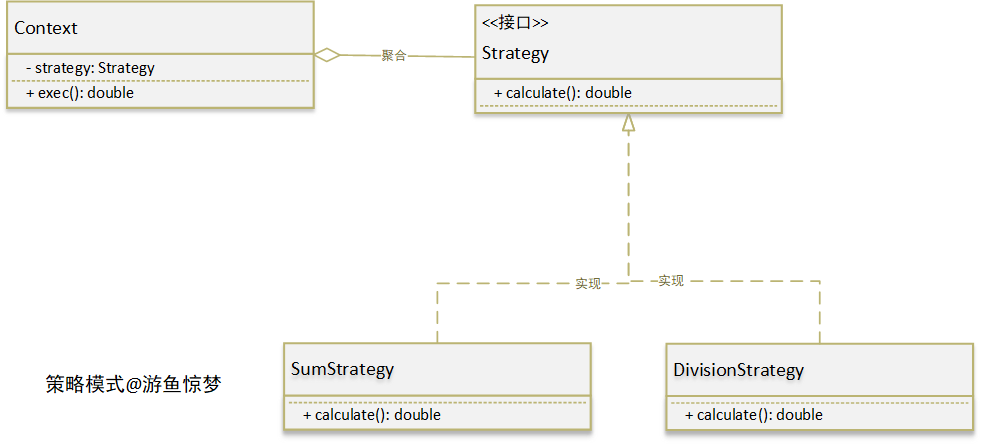 Context
- strategy: Strategy
+ exec(): double
聚合
<<接口>>
Strategy
+ calculate(): double
实现
实现
SumStrategy
+ calculate(): double
DivisionStrategy
+ calculate(): double
策略模式@游鱼惊梦